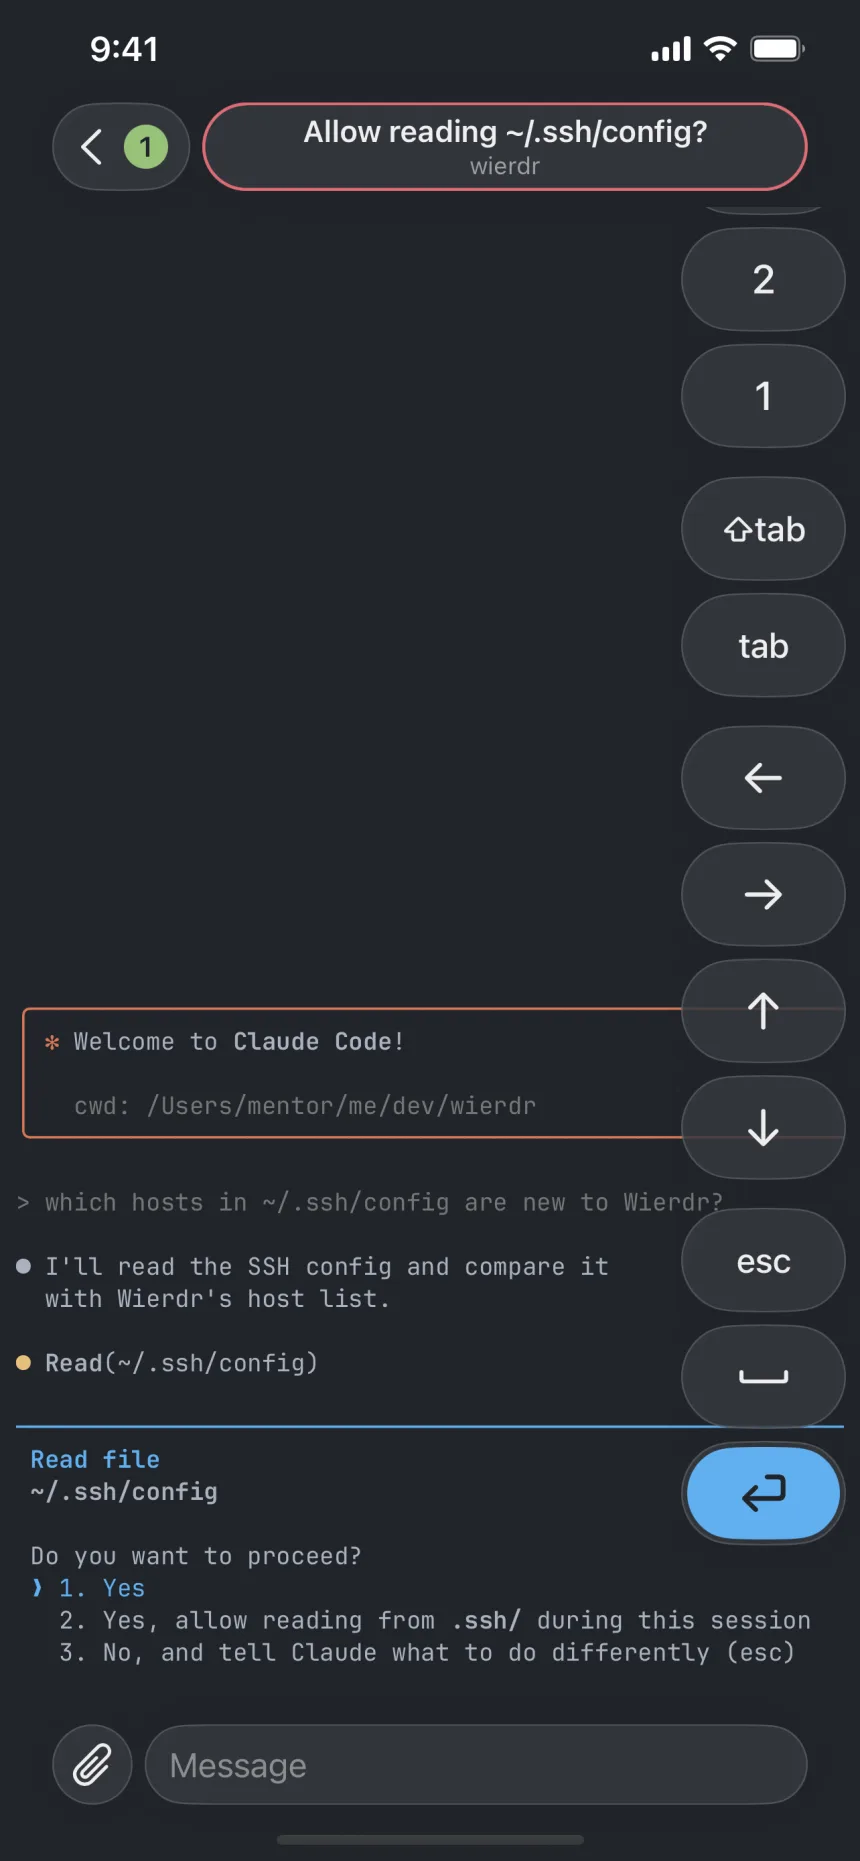 9:41
1
Allow reading ~/.ssh/config?
wierdr
2
1
⇧tab
tab
←
→
↑
✻ Welcome to Claude Code!
cwd: /Users/mentor/me/dev/wierdr
↓
> which hosts in ~/.ssh/config are new to Wierdr?
esc
● I'll read the SSH config and compare it
with Wierdr's host list.
● Read(~/.ssh/config)
Read file
~/.ssh/config
Do you want to proceed?
❯ 1. Yes
2. Yes, allow reading from .ssh/ during this session
3. No, and tell Claude what to do differently (esc)
Message